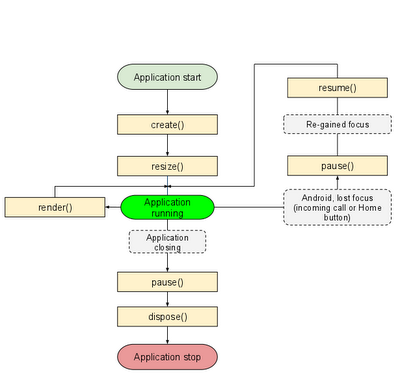 Application start
create()
resize()
Application
running
render()
Application
closing
pause()
dispose()
Application stop
resume()
Re-gained focus
pause()
Android, lost focus
(incoming call or Home
button)